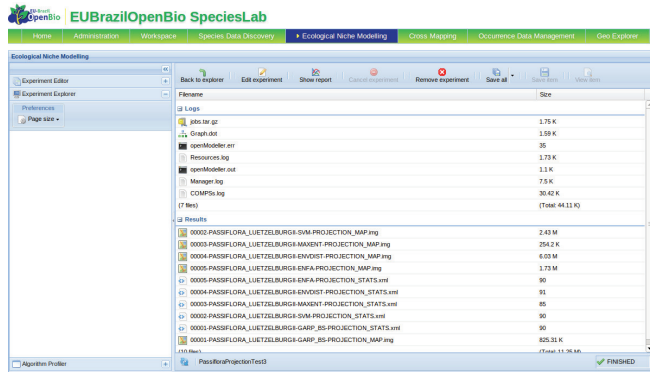 EU-Brazil
OpenBio
EUBrazilOpenBio SpeciesLab
Home Administration Workspace Species Data Discovery Ecological Niche Modelling Cross Mapping Occurrence Data Management Geo Explorer
Ecological Niche Modelling
Experiment Editor
Experiment Explorer
Preferences
Page size
Algorithm Profiler
Back to explorer Edit experiment Show report Cancel experiment Remove experiment Save all Save item View item
Filename Size
Logs
jobs.tar.gz 1.75 K
Graph.dot 1.59 K
openModeller.err 35
Resources.log 1.73 K
openModeller.out 1.1 K
Manager.log 7.5 K
COMPSs.log 30.42 K
(7 files) (Total: 44.11 K)
Results
00002-PASSIFLORA_LUETZELBURGII-SVM-PROJECTION_MAP.img 2.43 M
00003-PASSIFLORA_LUETZELBURGII-MAXENT-PROJECTION_MAP.img 254.2 K
00004-PASSIFLORA_LUETZELBURGII-ENVDIST-PROJECTION_MAP.img 6.03 M
00005-PASSIFLORA_LUETZELBURGII-ENFA-PROJECTION_MAP.img 1.73 M
00005-PASSIFLORA_LUETZELBURGII-ENFA-PROJECTION_STATS.xml 90
00004-PASSIFLORA_LUETZELBURGII-ENVDIST-PROJECTION_STATS.xml 91
00003-PASSIFLORA_LUETZELBURGII-MAXENT-PROJECTION_STATS.xml 85
00002-PASSIFLORA_LUETZELBURGII-SVM-PROJECTION_STATS.xml 90
00001-PASSIFLORA_LUETZELBURGII-GARP_BS-PROJECTION_STATS.xml 90
00001-PASSIFLORA_LUETZELBURGII-GARP_BS-PROJECTION_MAP.img 825.31 K
(10 files) (Total: 11.25 M)
PassifloraProjectionTest3 FINISHED